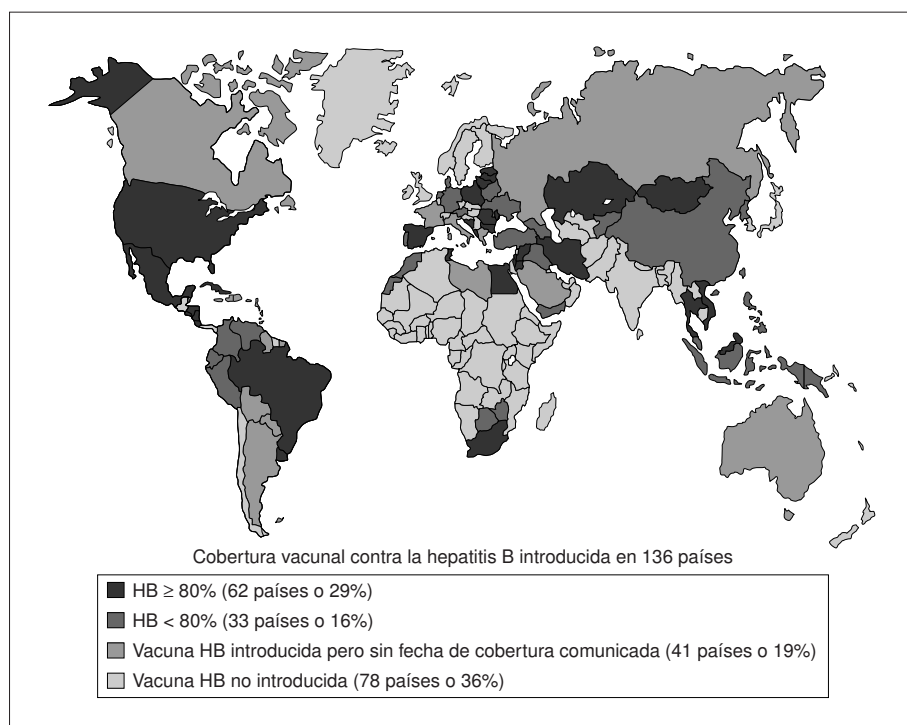 Cobertura vacunal contra la hepatitis B introducida en 136 países
HB ≥ 80% (62 países o 29%)
HB < 80% (33 países o 16%)
Vacuna HB introducida pero sin fecha de cobertura comunicada (41 países o 19%)
Vacuna HB no introducida (78 países o 36%)